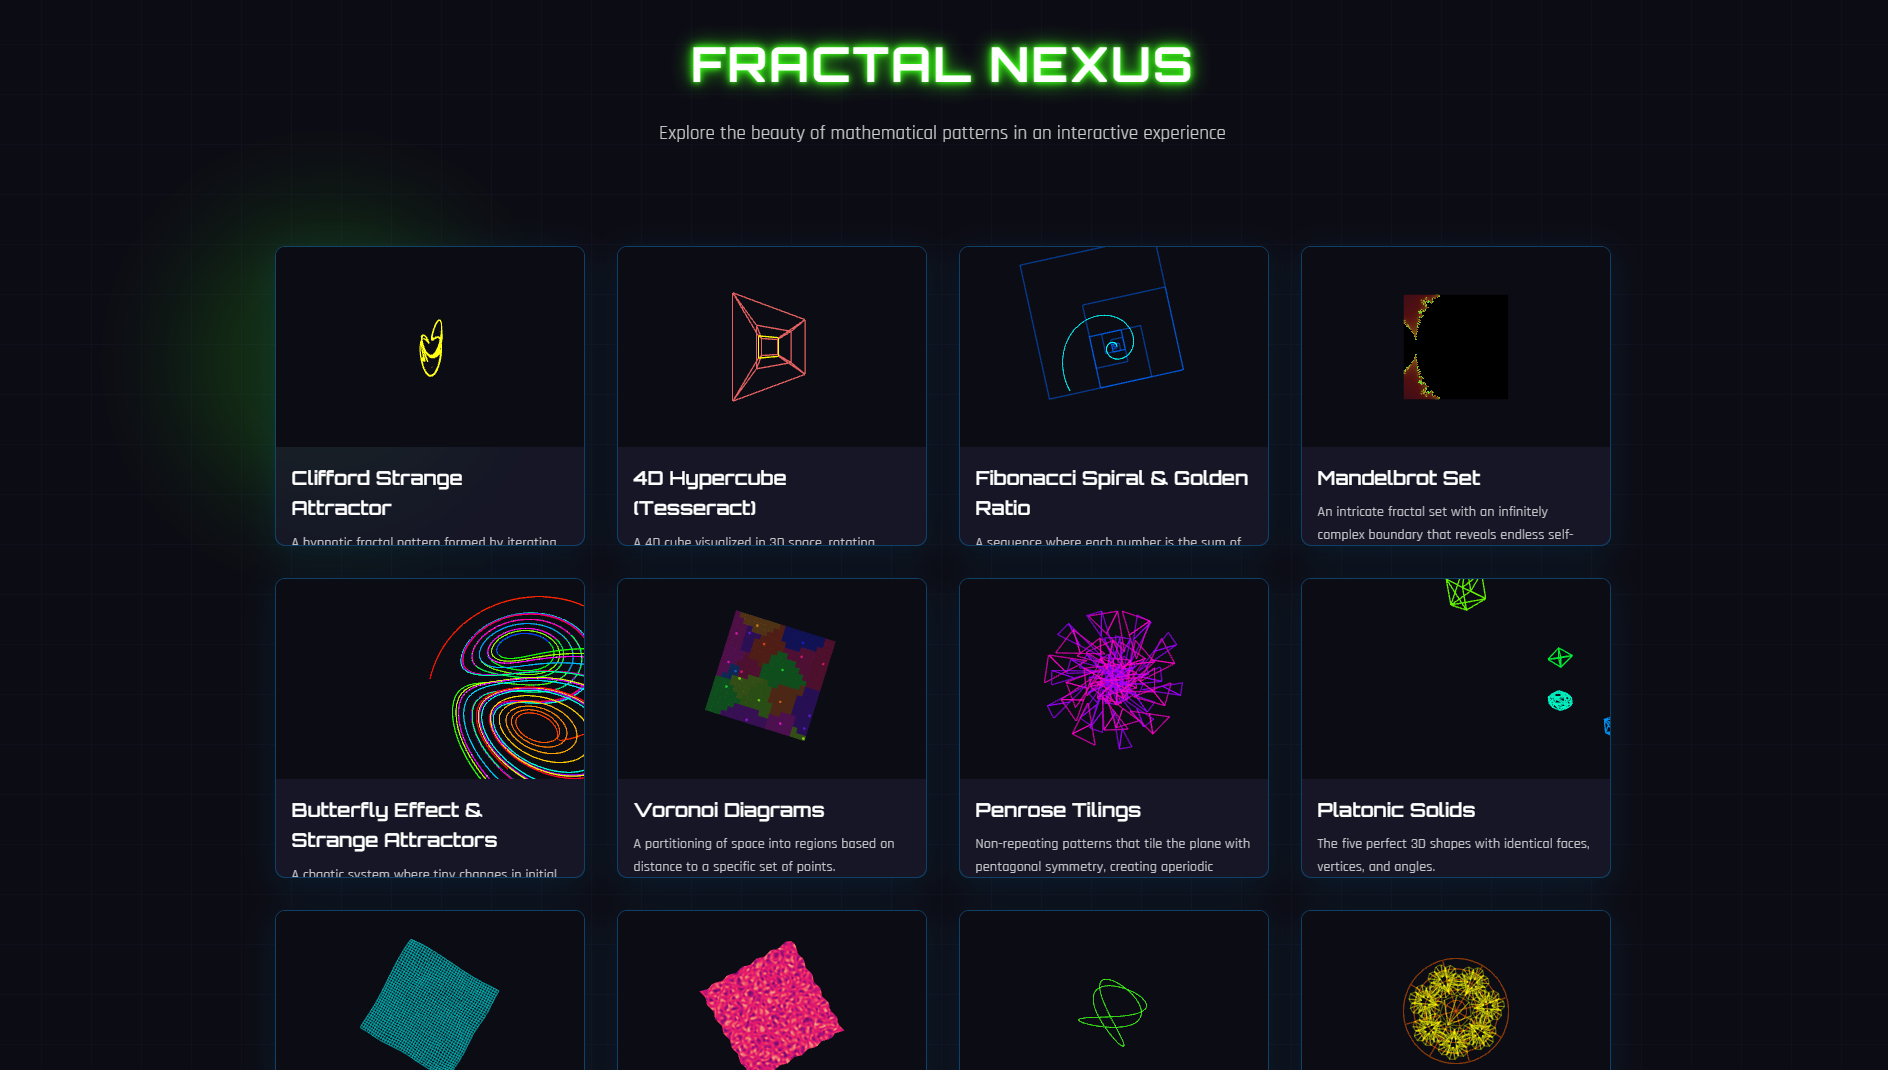 FRACTAL NEXUS
Explore the beauty of mathematical patterns in an interactive experience
Clifford Strange
Attractor
A hypnotic fractal pattern formed by iterating
4D Hypercube
(Tesseract)
A 4D cube visualized in 3D space, rotating
Fibonacci Spiral & Golden
Ratio
A sequence where each number is the sum of
Mandelbrot Set
An intricate fractal set with an infinitely
complex boundary that reveals endless self-
Butterfly Effect &
Strange Attractors
A chaotic system where tiny changes in initial
Voronoi Diagrams
A partitioning of space into regions based on
distance to a specific set of points.
Penrose Tilings
Non-repeating patterns that tile the plane with
pentagonal symmetry, creating aperiodic
Platonic Solids
The five perfect 3D shapes with identical faces,
vertices, and angles.